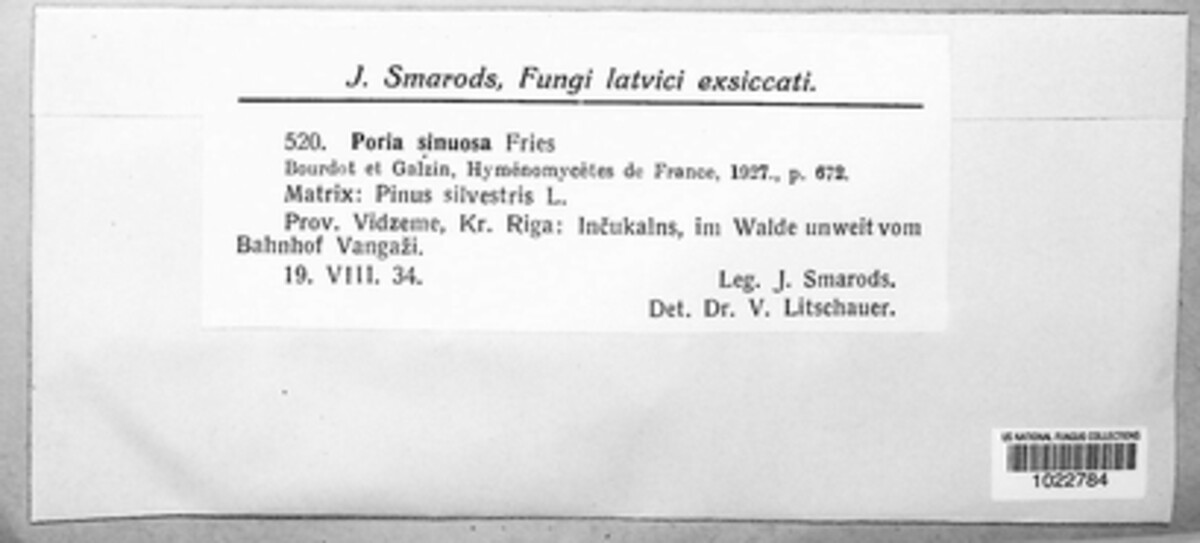 J. Smarods, Fungi latvici exsiccati.
520. Poria sinuosa Fries
Bourdot et Galzin, Hyménomycètes de France, 1927., p. 672.
Matrix: Pinus silvestris L.
Prov. Vidzeme, Kr. Riga: Inčukalns, im Walde unweit vom
Bahnhof Vangaži.
19. VIII. 34.
Leg. J. Smarods.
Det. Dr. V. Litschauer.
US NATIONAL FUNGUS COLLECTIONS
1022784